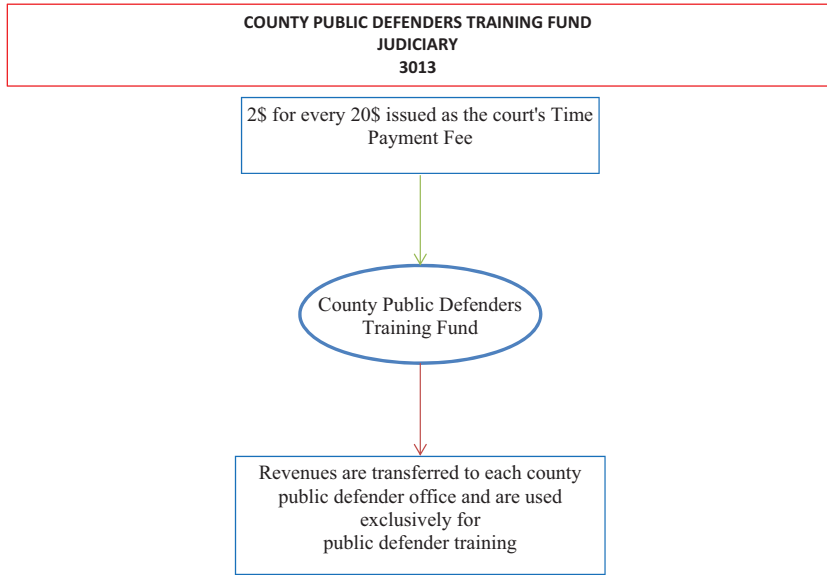 COUNTY PUBLIC DEFENDERS TRAINING FUND
JUDICIARY
3013
2$ for every 20$ issued as the court's Time
Payment Fee
County Public Defenders
Training Fund
Revenues are transferred to each county
public defender office and are used
exclusively for
public defender training